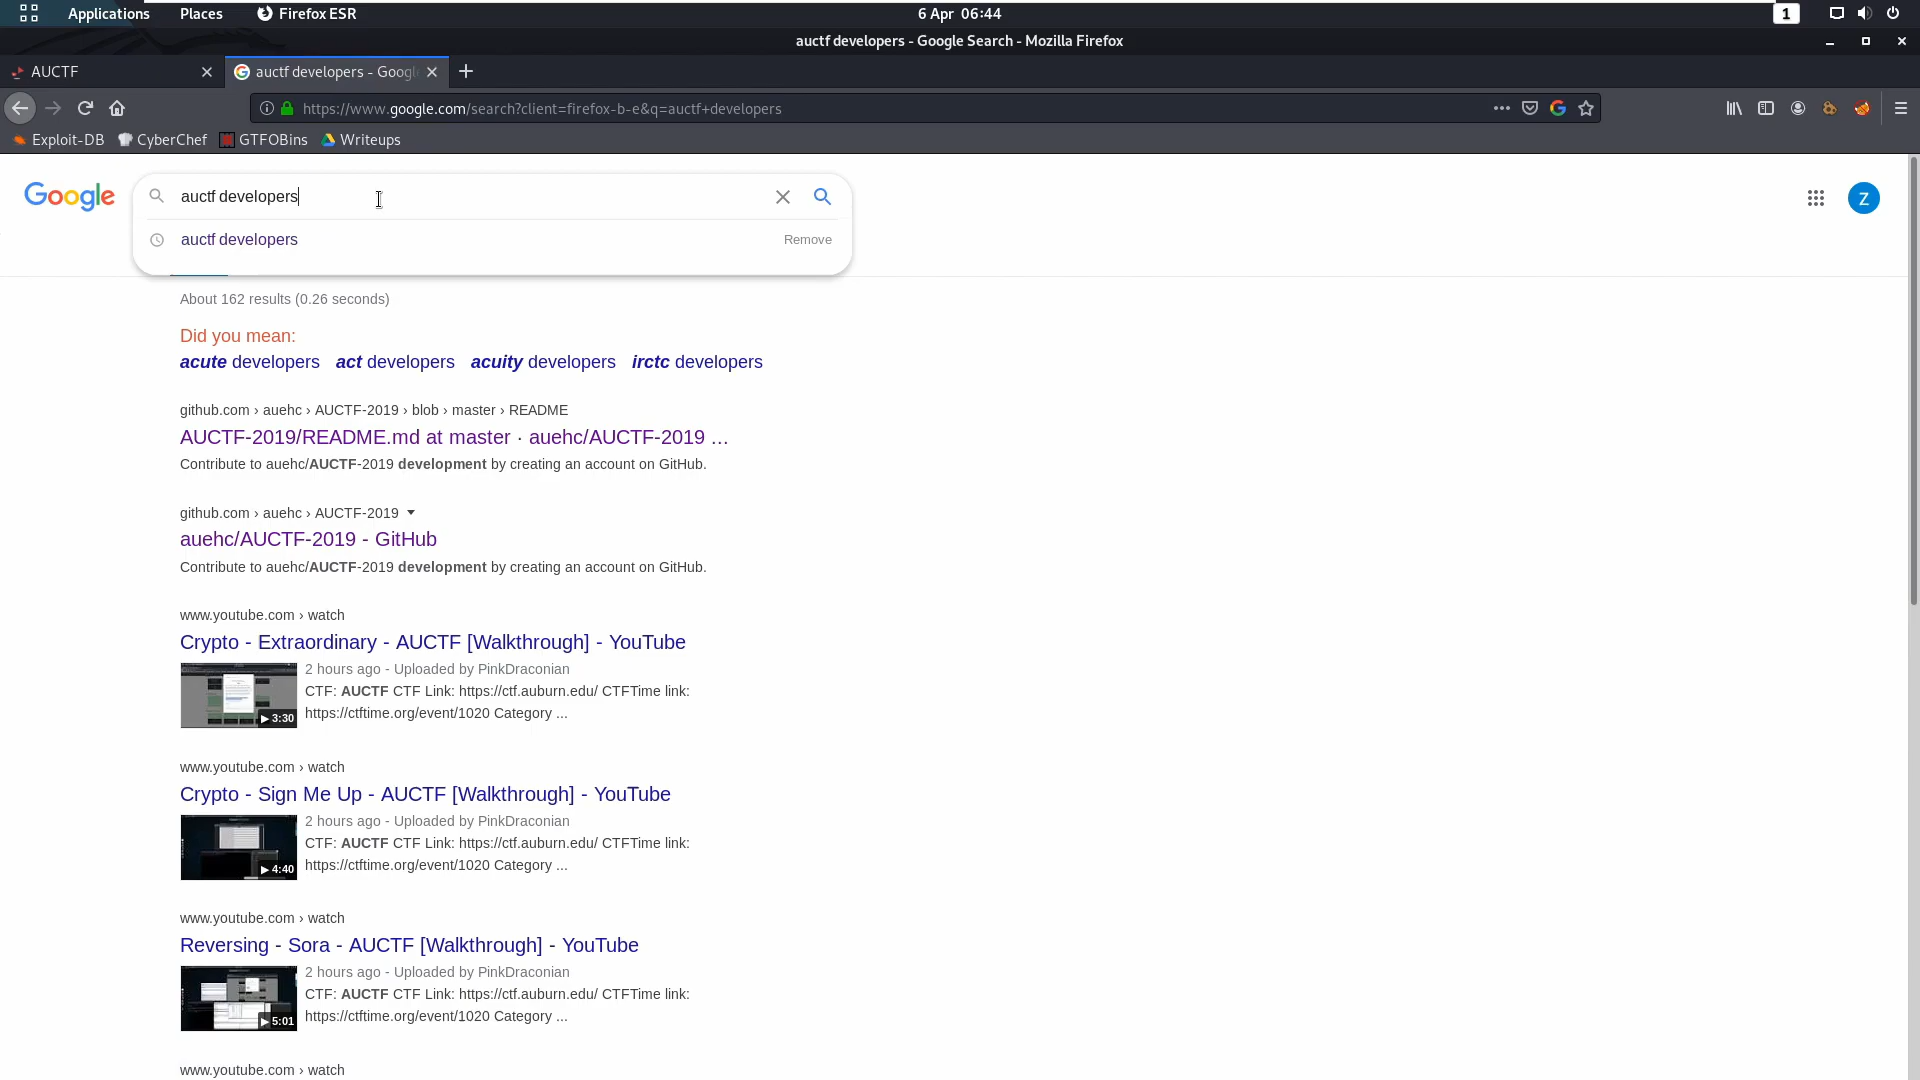 Applications Places Firefox ESR 6 Apr 06:44 1
auctf developers - Google Search - Mozilla Firefox
AUCTF auctf developers - Googl
https://www.google.com/search?client=firefox-b-e&q=auctf+developers
Exploit-DB CyberChef GTFOBins Writeups
Google auctf developers Z
auctf developers Remove
About 162 results (0.26 seconds)
Did you mean:
acute developers act developers acuity developers irctc developers
github.com › auehc › AUCTF-2019 › blob › master › README
AUCTF-2019/README.md at master · auehc/AUCTF-2019 ...
Contribute to auehc/AUCTF-2019 development by creating an account on GitHub.
github.com › auehc › AUCTF-2019
auehc/AUCTF-2019 - GitHub
Contribute to auehc/AUCTF-2019 development by creating an account on GitHub.
www.youtube.com › watch
Crypto - Extraordinary - AUCTF [Walkthrough] - YouTube
2 hours ago - Uploaded by PinkDraconian
CTF: AUCTF CTF Link: https://ctf.auburn.edu/ CTFTime link:
https://ctftime.org/event/1020 Category ...
3:30
www.youtube.com › watch
Crypto - Sign Me Up - AUCTF [Walkthrough] - YouTube
2 hours ago - Uploaded by PinkDraconian
CTF: AUCTF CTF Link: https://ctf.auburn.edu/ CTFTime link:
https://ctftime.org/event/1020 Category ...
4:40
www.youtube.com › watch
Reversing - Sora - AUCTF [Walkthrough] - YouTube
2 hours ago - Uploaded by PinkDraconian
CTF: AUCTF CTF Link: https://ctf.auburn.edu/ CTFTime link:
https://ctftime.org/event/1020 Category ...
5:01
www.youtube.com › watch